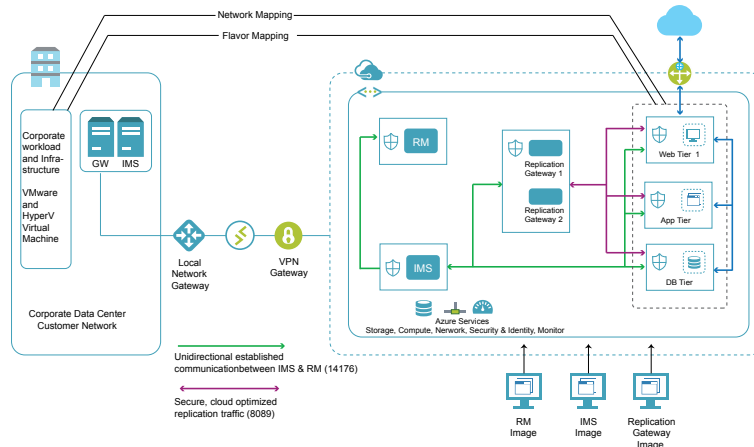 Network Mapping
Flavor Mapping
Corporate
workload
and Infra-
structure
VMware
and
HyperV
Virtual
Machine
GW
IMS
Corporate Data Center
Customer Network
Local
Network
Gateway
VPN
Gateway
RM
IMS
Replication
Gateway 1
Replication
Gateway 2
Web Tier 1
App Tier
DB Tier
Azure Services
Storage, Compute, Network, Security & Identity, Monitor
Unidirectional established
communicationbetween IMS & RM (14176)
Secure, cloud optimized
replication traffic (8089)
RM
Image
IMS
Image
Replication
Gateway
Image